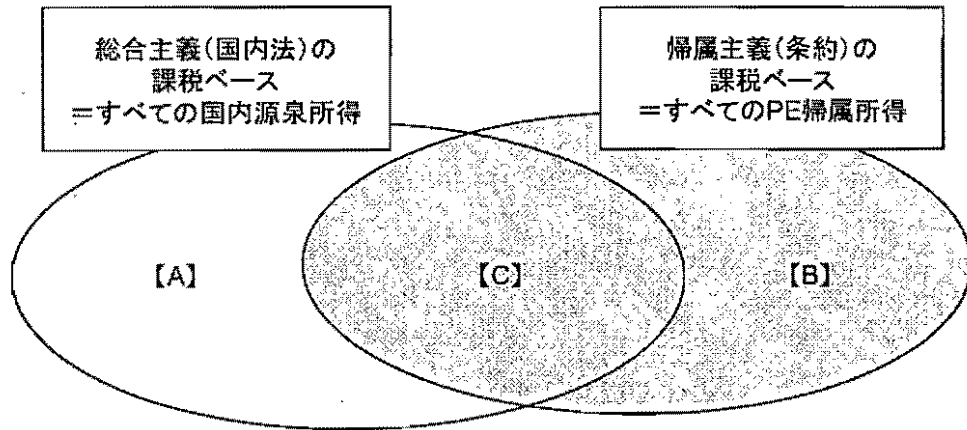 総合主義(国内法)の
課税ベース
＝すべての国内源泉所得
帰属主義(条約)の
課税ベース
＝すべてのPE帰属所得
【A】
【C】
【B】